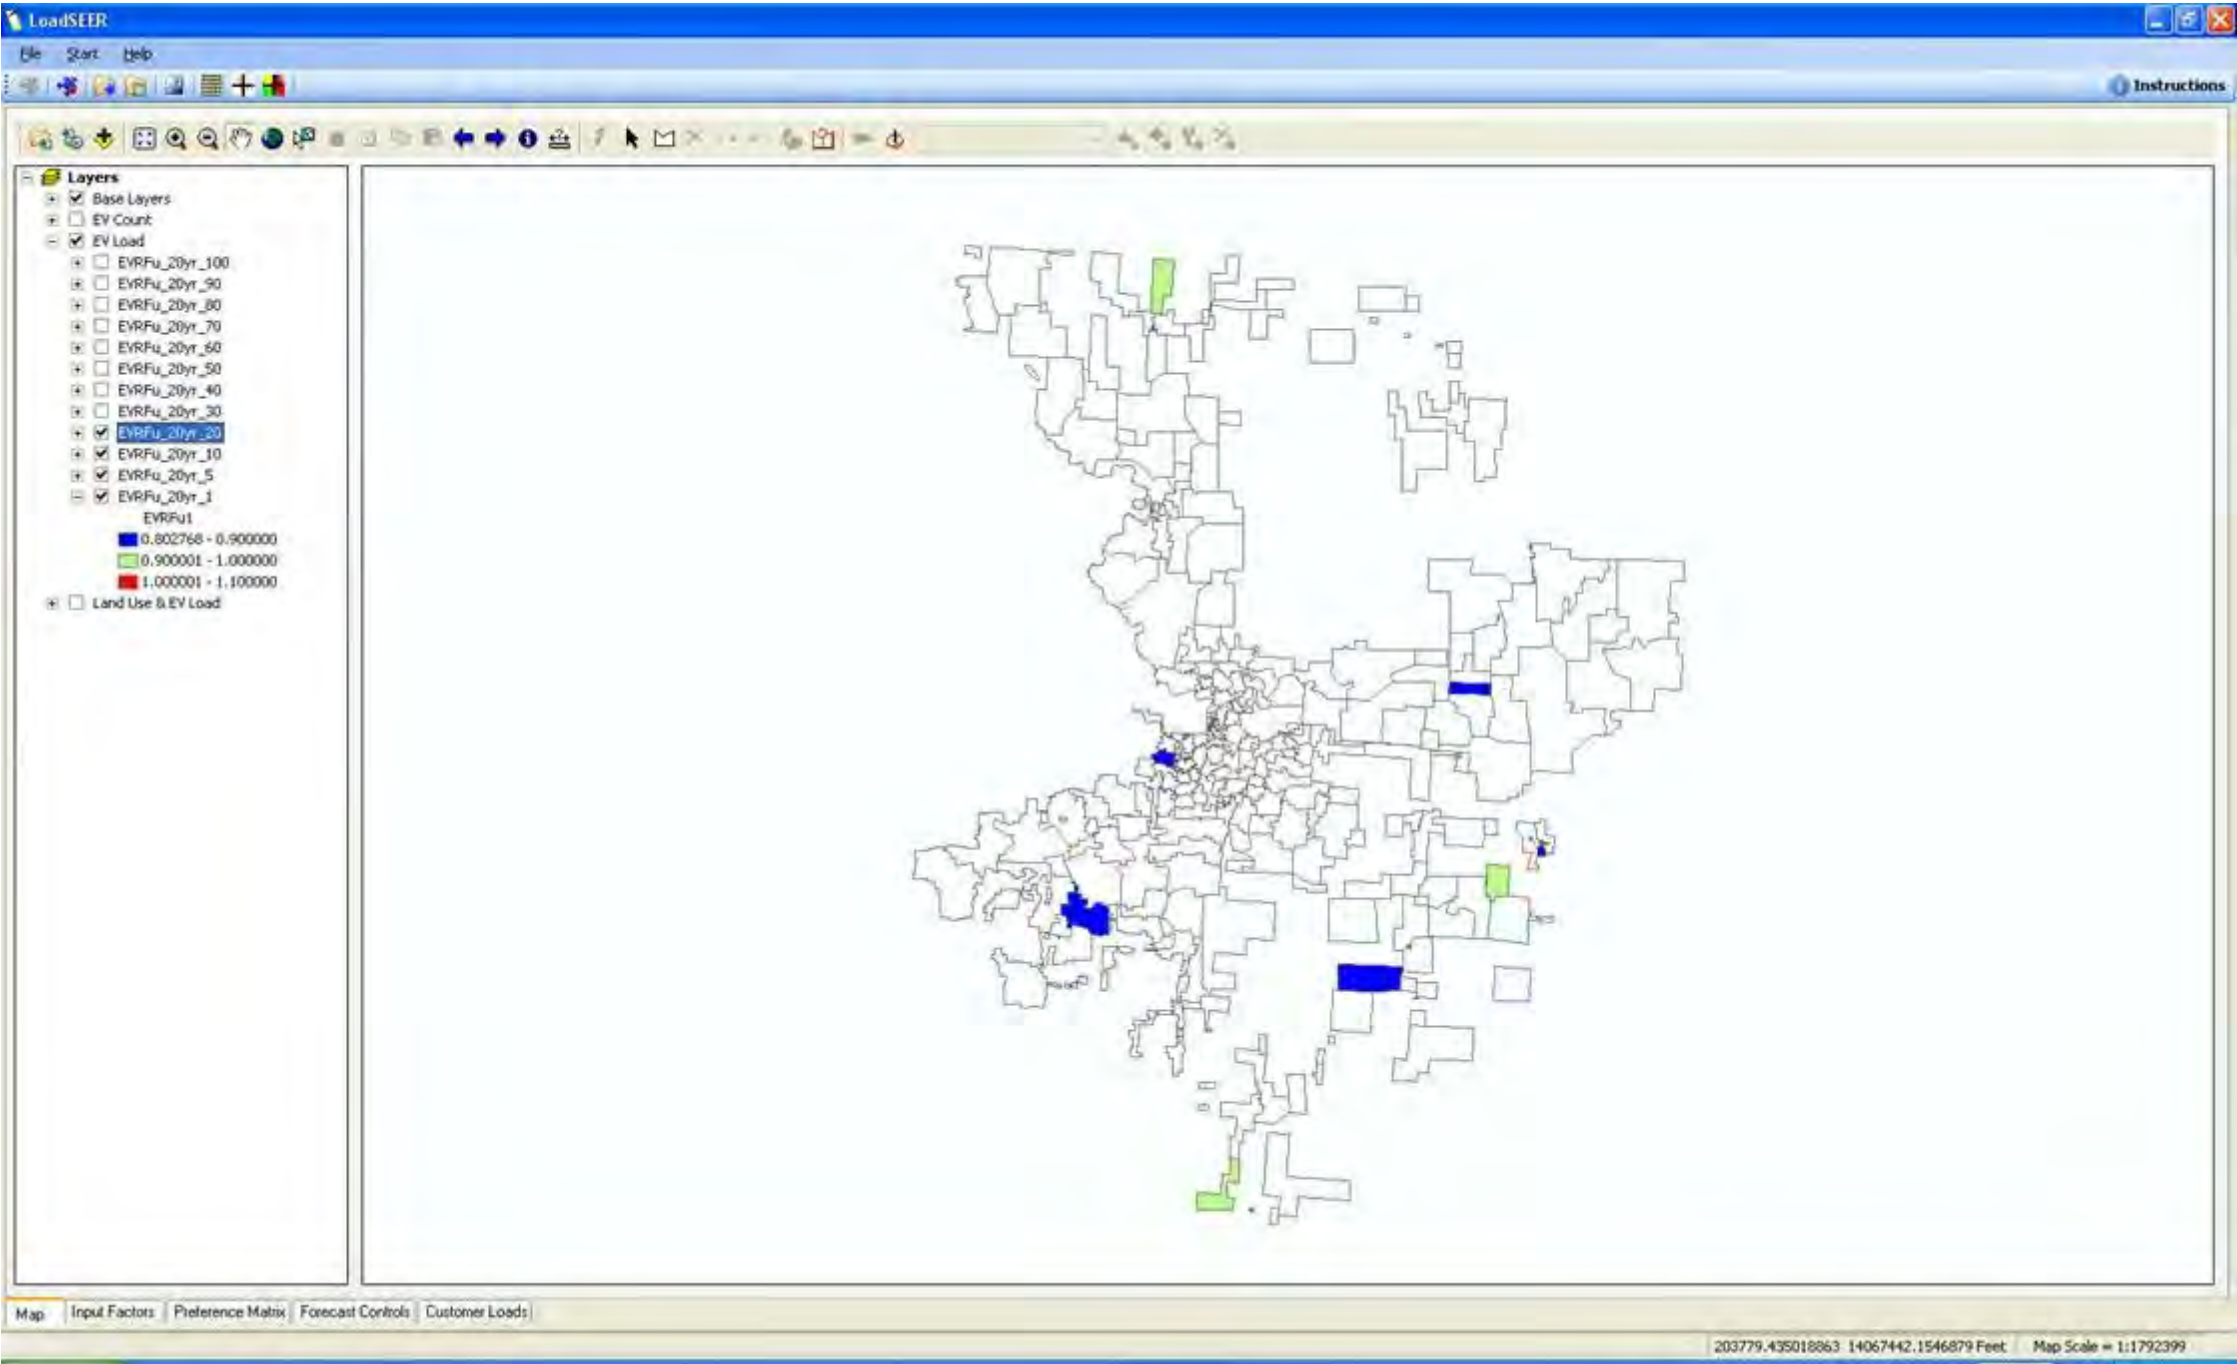 LoadSEER
File Start Help
Instructions
Layers
Base Layers
EV Count
EV Load
EVRFu_20yr_100
EVRFu_20yr_90
EVRFu_20yr_80
EVRFu_20yr_70
EVRFu_20yr_60
EVRFu_20yr_50
EVRFu_20yr_40
EVRFu_20yr_30
EVRFu_20yr_20
EVRFu_20yr_10
EVRFu_20yr_5
EVRFu_20yr_1
EVRFu1
0.802768 - 0.900000
0.900001 - 1.000000
1.000001 - 1.100000
Land Use & EV Load
Map Input Factors Preference Matrix Forecast Controls Customer Loads
203779.435018863 14067442.1546879 Feet Map Scale = 1:1792399